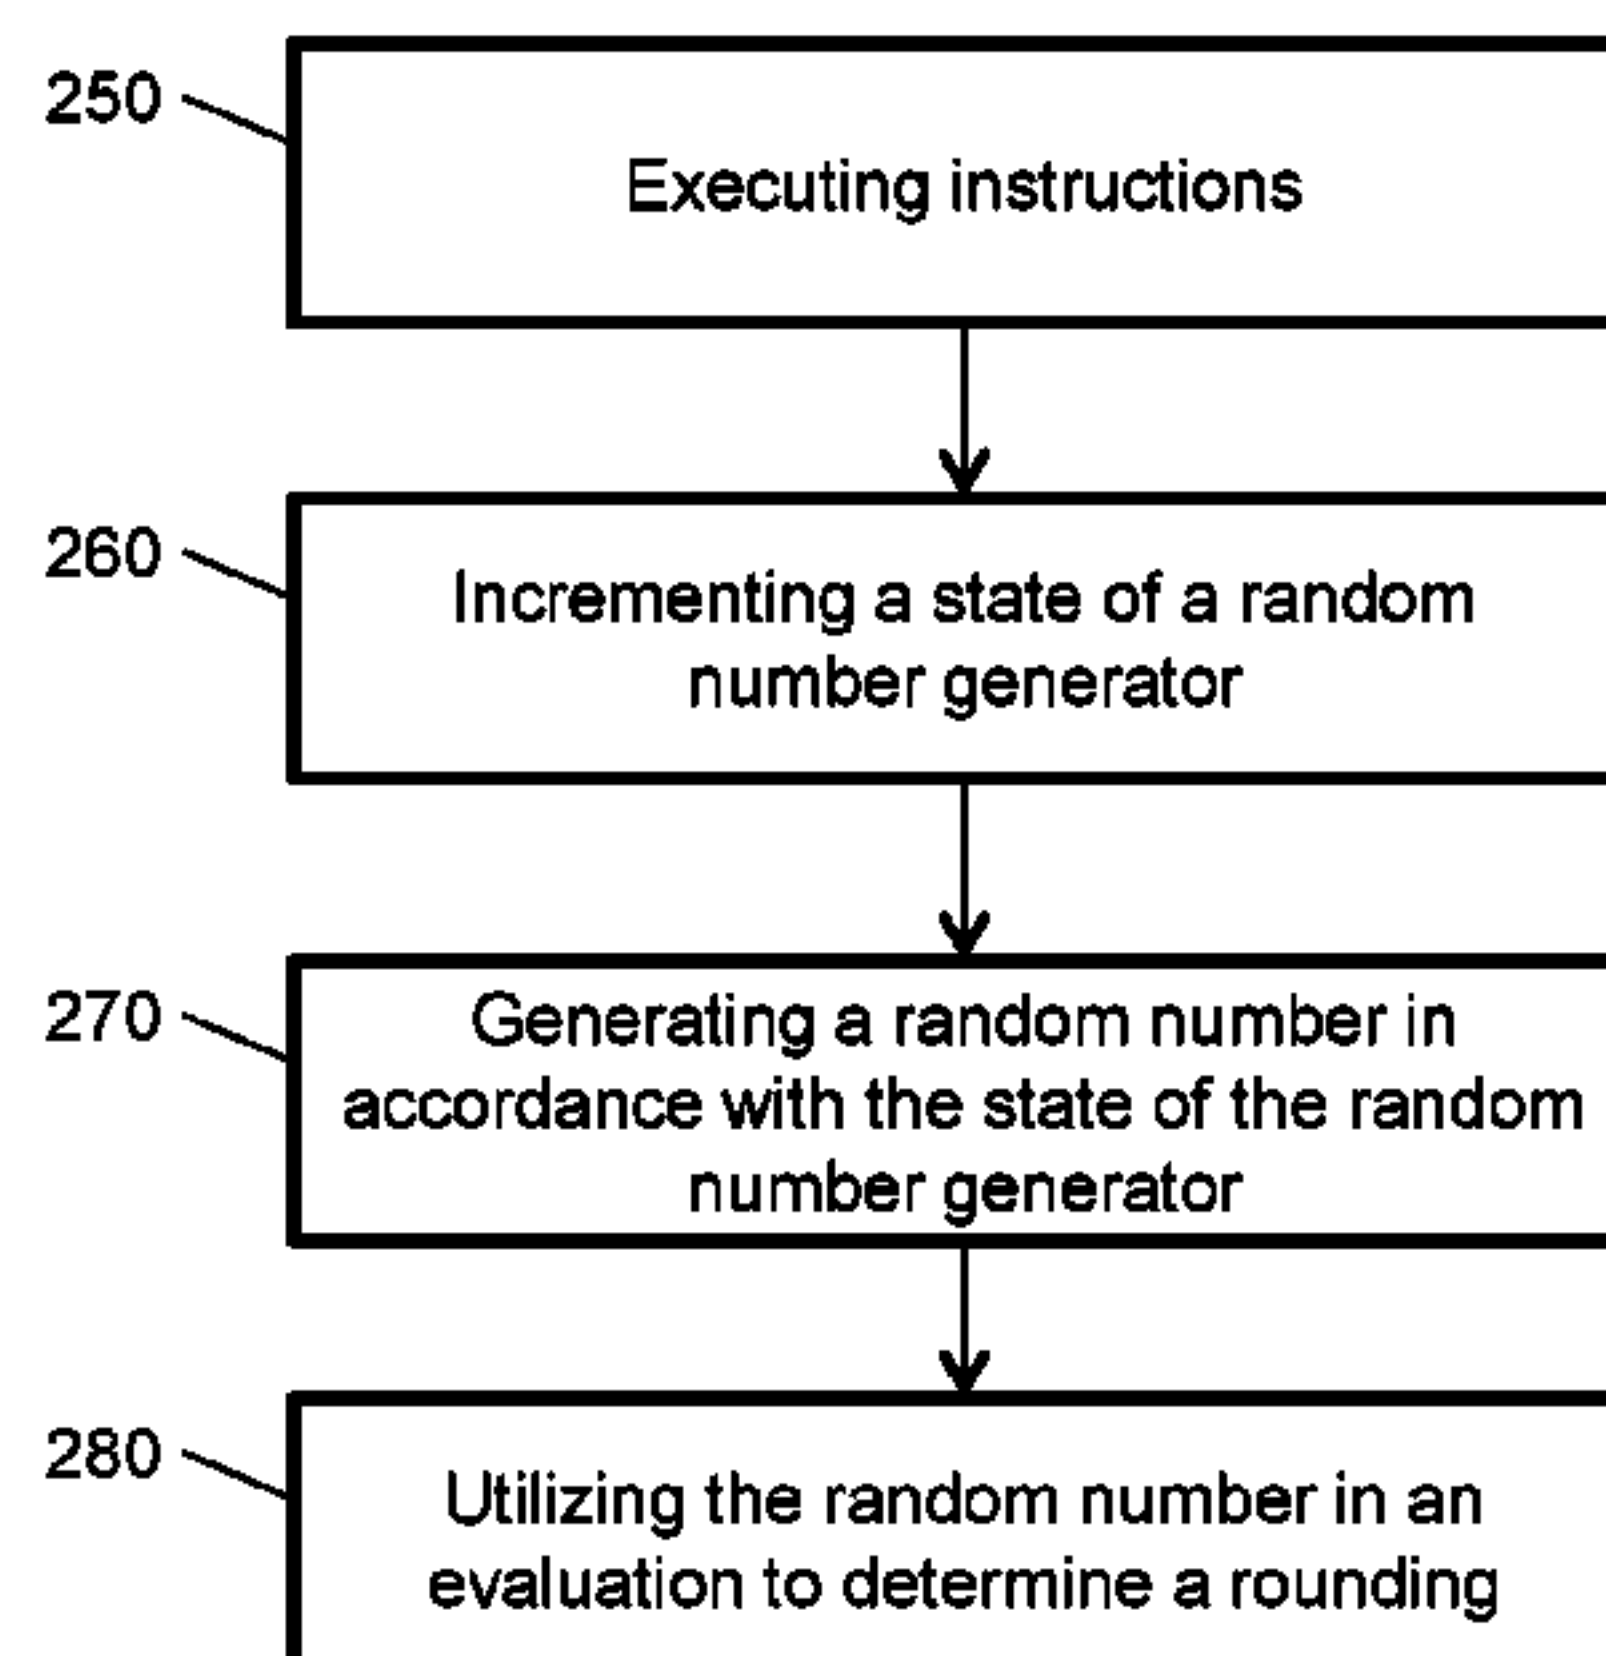 250
Executing instructions
260
Incrementing a state of a random
number generator
270
Generating a random number in
accordance with the state of the random
number generator
280
Utilizing the random number in an
evaluation to determine a rounding